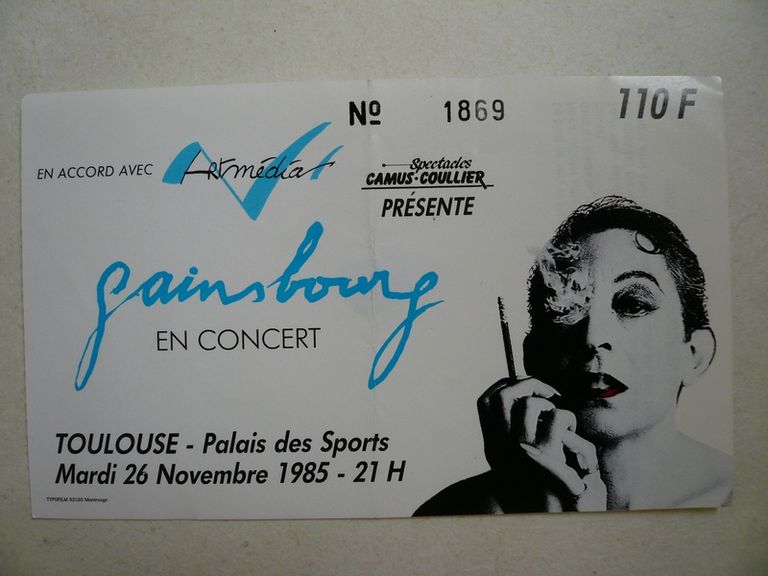 Nº 1869
110 F
EN ACCORD AVEC Artmédia
Spectacles
CAMUS-COULLIER
PRÉSENTE
gainsbourg
EN CONCERT
TOULOUSE - Palais des Sports
Mardi 26 Novembre 1985 - 21 H
TYPOFILM 92120 Montrouge